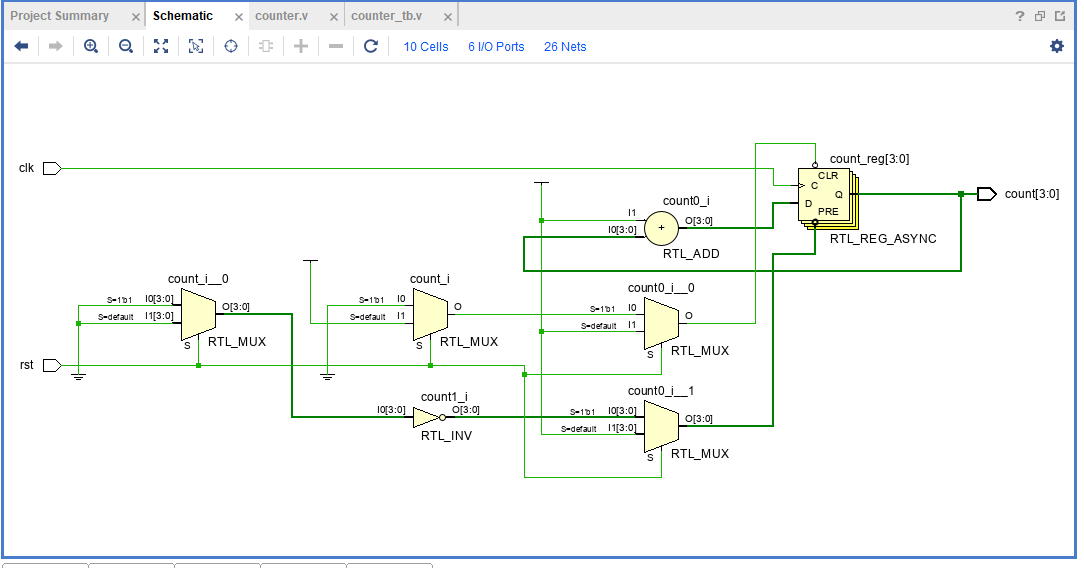 Project Summary × Schematic × counter.v × counter_tb.v ×
?
10 Cells 6 I/O Ports 26 Nets
clk
count_reg[3:0]
CLR
C
Q
D
PRE
RTL_REG_ASYNC
count[3:0]
count0_i
I1
I0[3:0]
+
O[3:0]
RTL_ADD
count_i__0
S=1'b1 I0[3:0]
S=default I1[3:0]
O[3:0]
S
RTL_MUX
count_i
S=1'b1 I0
S=default I1
O
S
RTL_MUX
count0_i__0
S=1'b1 I0
S=default I1
O
S
RTL_MUX
rst
count1_i
I0[3:0] O[3:0]
RTL_INV
count0_i__1
S=1'b1 I0[3:0]
S=default I1[3:0]
O[3:0]
S
RTL_MUX